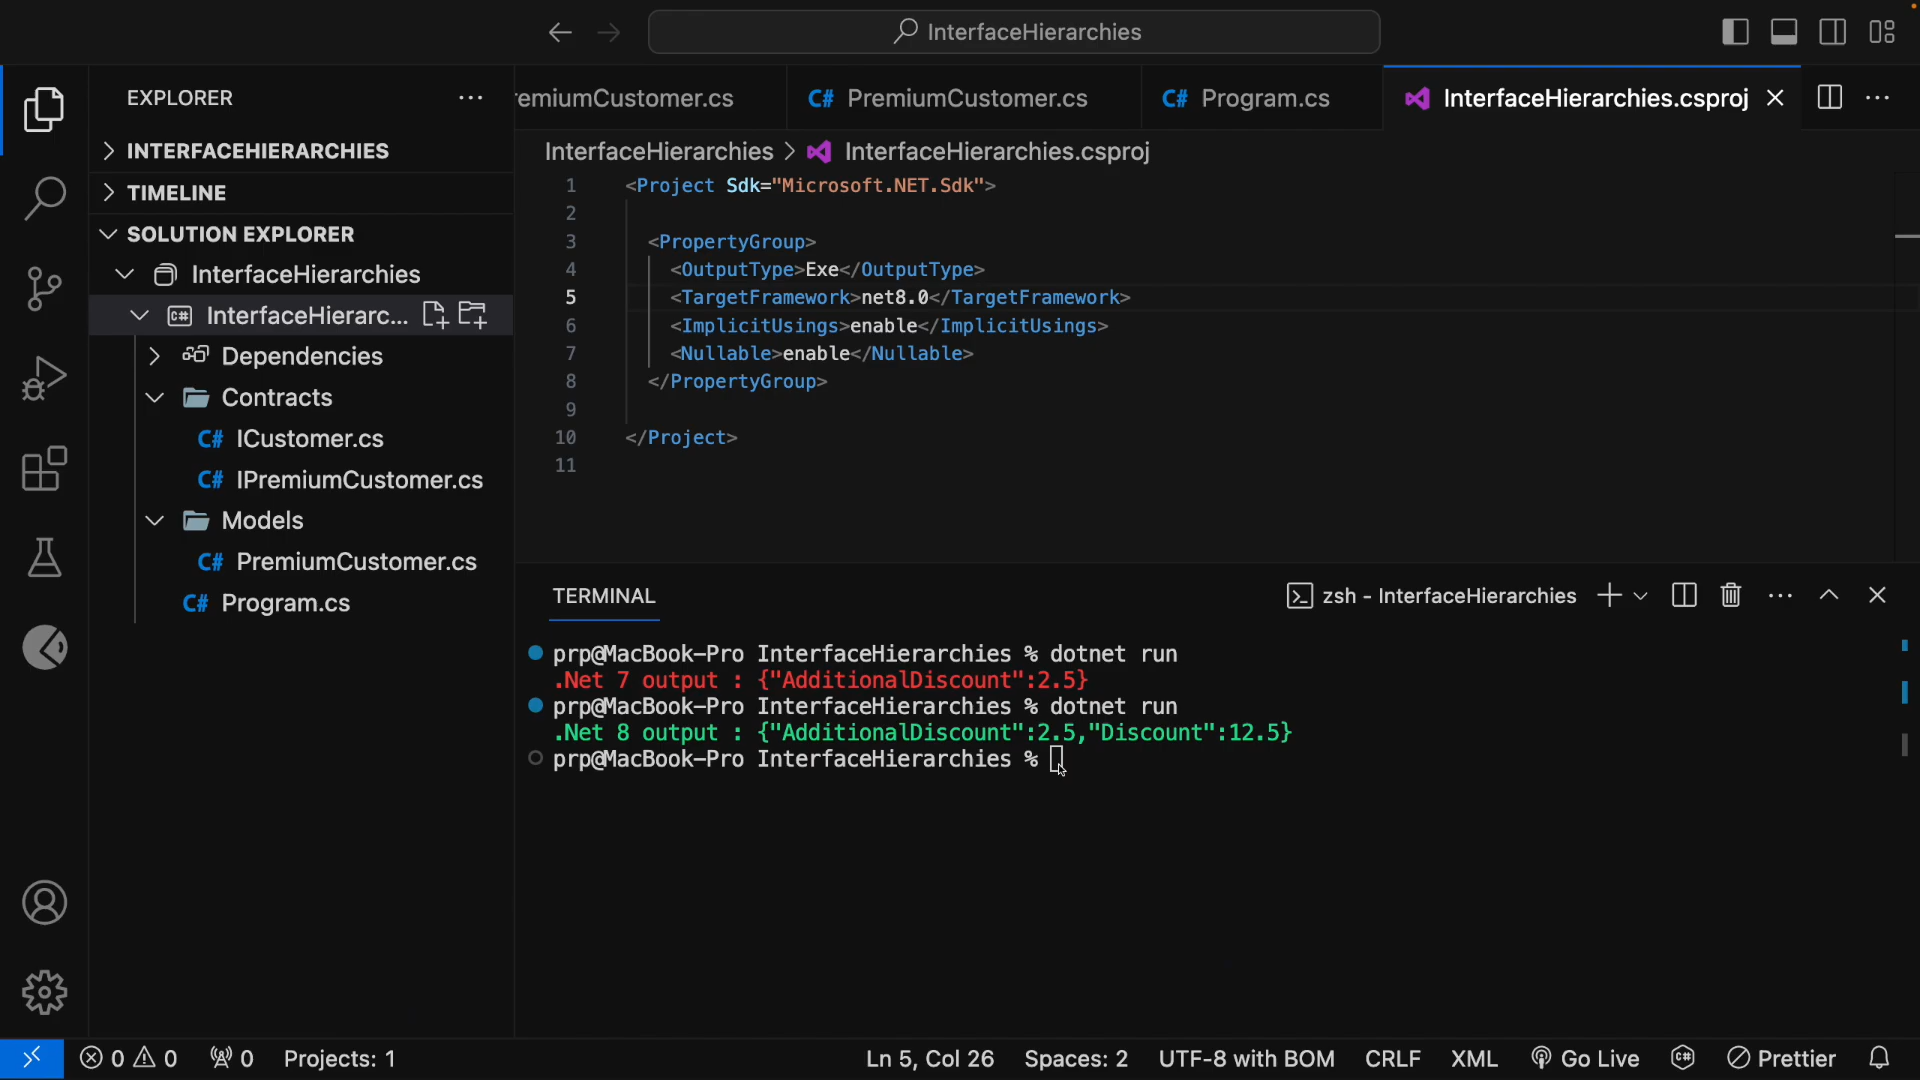 InterfaceHierarchies
EXPLORER
INTERFACEHIERARCHIES
TIMELINE
SOLUTION EXPLORER
InterfaceHierarchies
InterfaceHierarc...
Dependencies
Contracts
C# ICustomer.cs
C# IPremiumCustomer.cs
Models
C# PremiumCustomer.cs
C# Program.cs
emiumCustomer.cs
C# PremiumCustomer.cs
C# Program.cs
InterfaceHierarchies.csproj
InterfaceHierarchies > InterfaceHierarchies.csproj
1 <Project Sdk="Microsoft.NET.Sdk">
2
3 <PropertyGroup>
4 <OutputType>Exe</OutputType>
5 <TargetFramework>net8.0</TargetFramework>
6 <ImplicitUsings>enable</ImplicitUsings>
7 <Nullable>enable</Nullable>
8 </PropertyGroup>
9
10 </Project>
11
TERMINAL
zsh - InterfaceHierarchies
prp@MacBook-Pro InterfaceHierarchies % dotnet run
.Net 7 output : {"AdditionalDiscount":2.5}
prp@MacBook-Pro InterfaceHierarchies % dotnet run
.Net 8 output : {"AdditionalDiscount":2.5,"Discount":12.5}
prp@MacBook-Pro InterfaceHierarchies %
0 0 0 Projects: 1 Ln 5, Col 26 Spaces: 2 UTF-8 with BOM CRLF XML Go Live Prettier